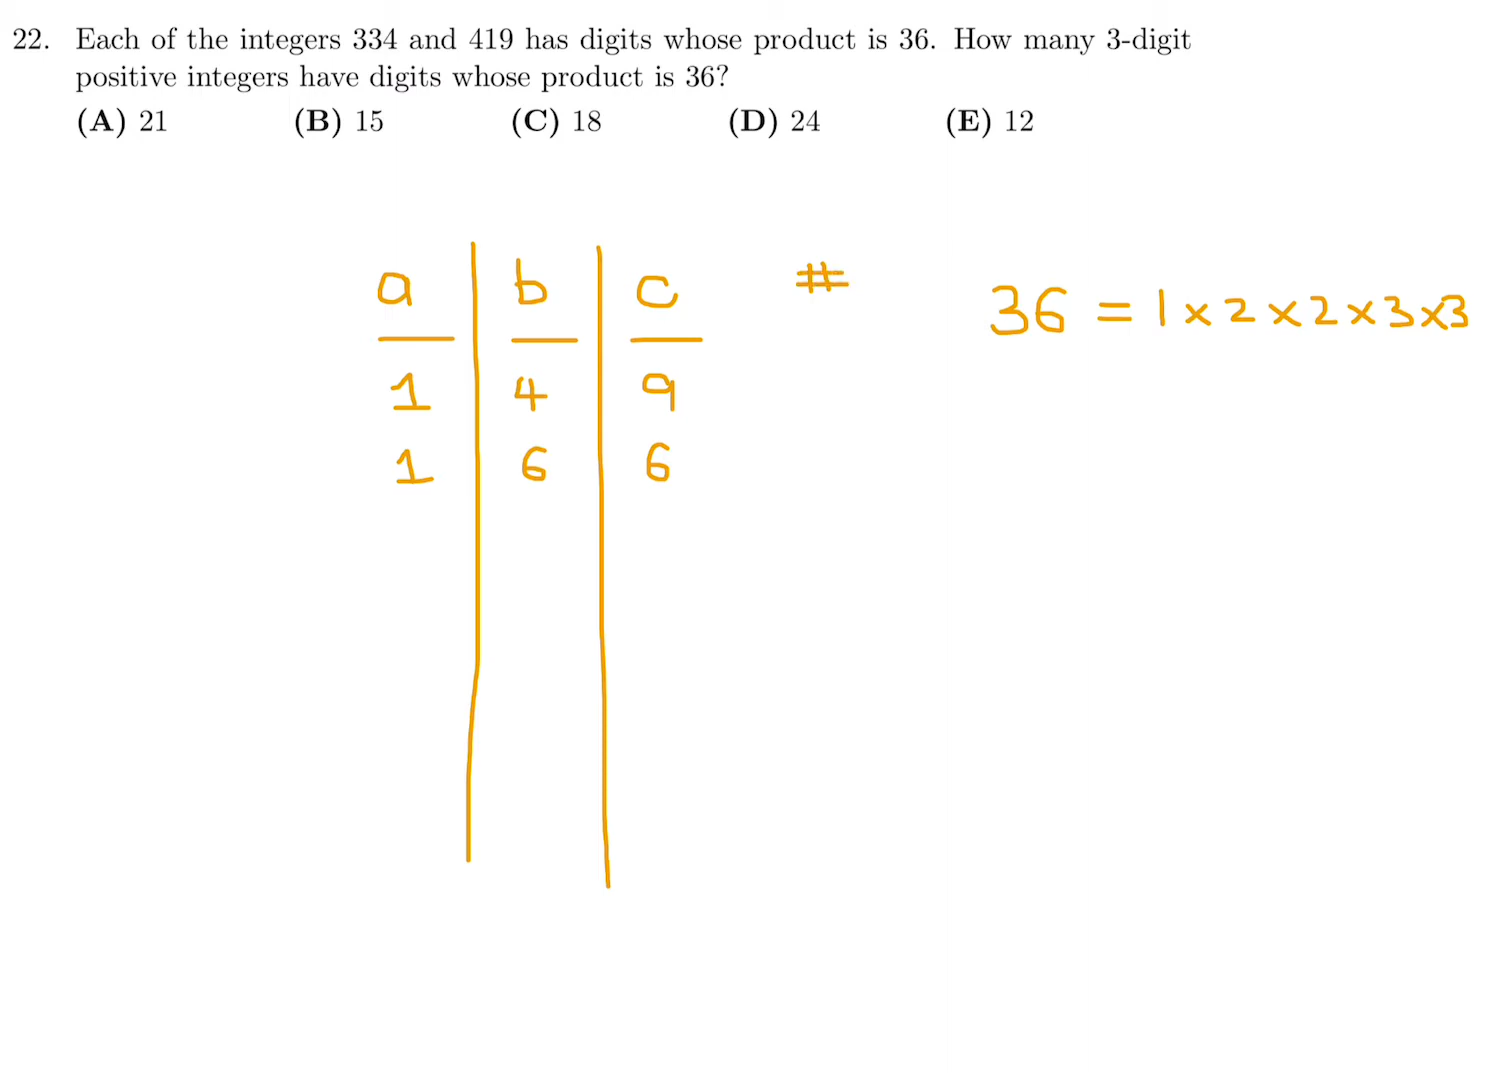 22. Each of the integers 334 and 419 has digits whose product is 36. How many 3-digit
positive integers have digits whose product is 36?
(A) 21 (B) 15 (C) 18 (D) 24 (E) 12
a b c #
36 = 1 × 2 × 2 × 3 × 3
1 4 9
1 6 6